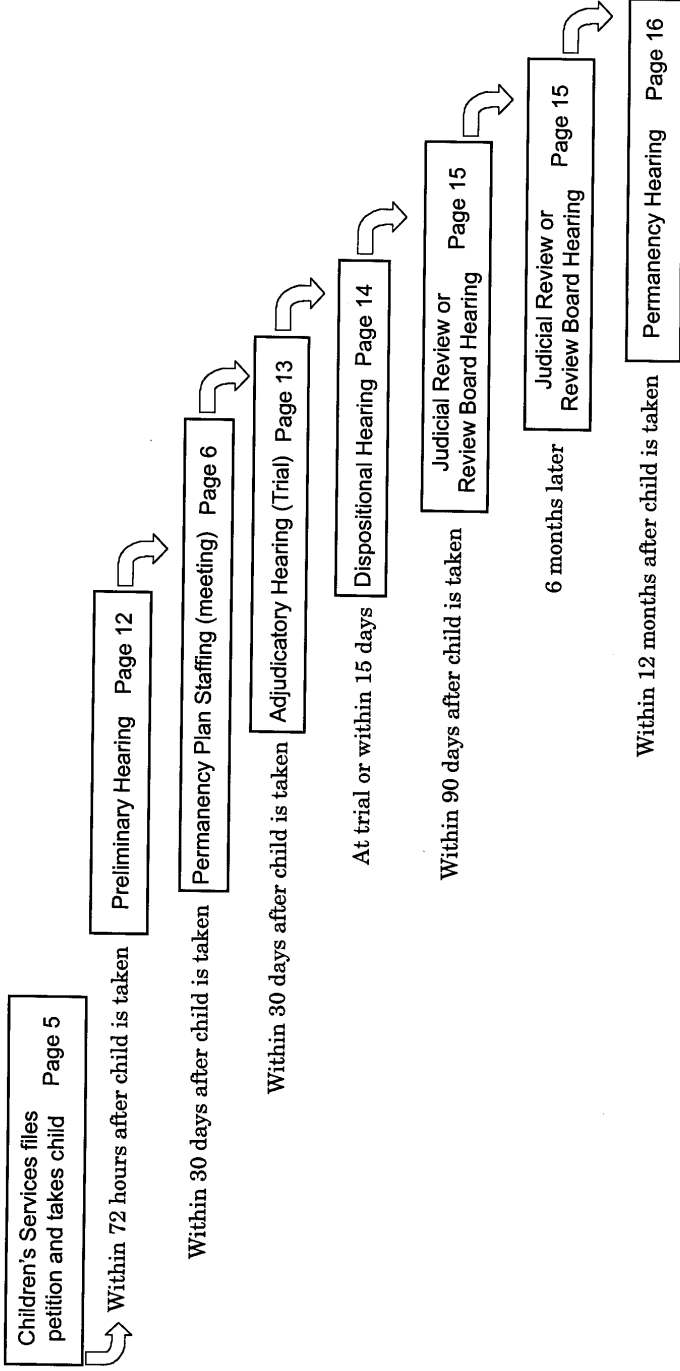 Children's Services files
petition and takes child Page 5
Within 72 hours after child is taken
Preliminary Hearing Page 12
Within 30 days after child is taken
Permanency Plan Staffing (meeting) Page 6
Within 30 days after child is taken
Adjudicatory Hearing (Trial) Page 13
At trial or within 15 days
Dispositional Hearing Page 14
Within 90 days after child is taken
Judicial Review or
Review Board Hearing Page 15
6 months later
Judicial Review or
Review Board Hearing Page 15
Within 12 months after child is taken
Permanency Hearing Page 16